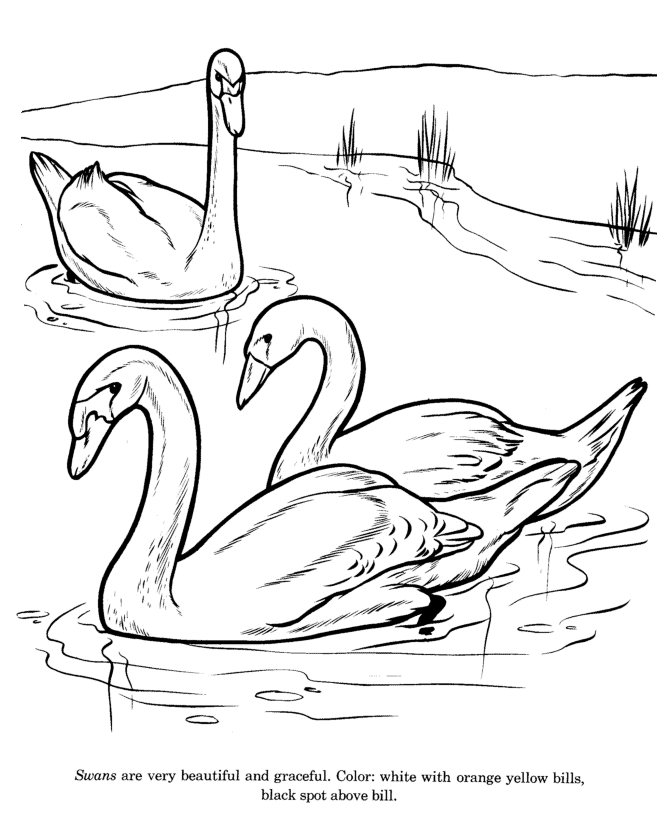 Swans are very beautiful and graceful. Color: white with orange yellow bills,
black spot above bill.